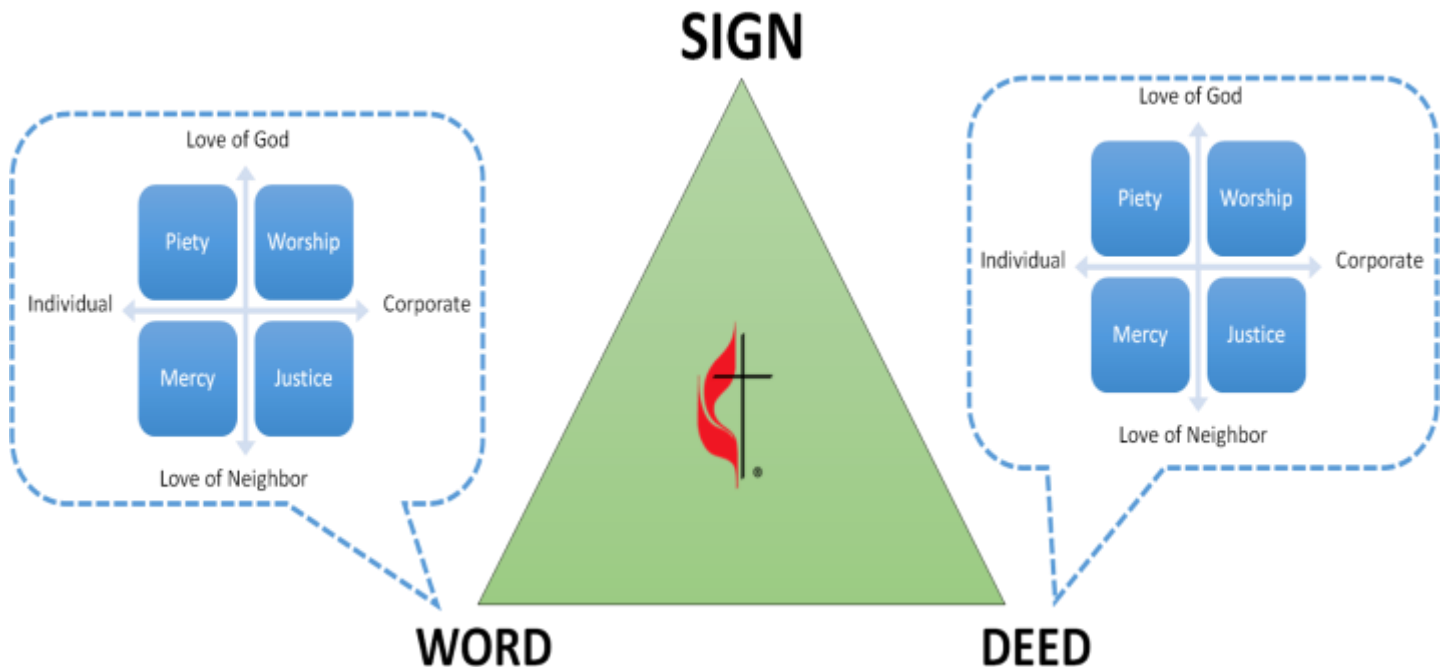 SIGN
Love of God
Piety Worship
Individual Corporate
Mercy Justice
Love of Neighbor
Love of God
Piety Worship
Individual Corporate
Mercy Justice
Love of Neighbor
®
WORD
DEED